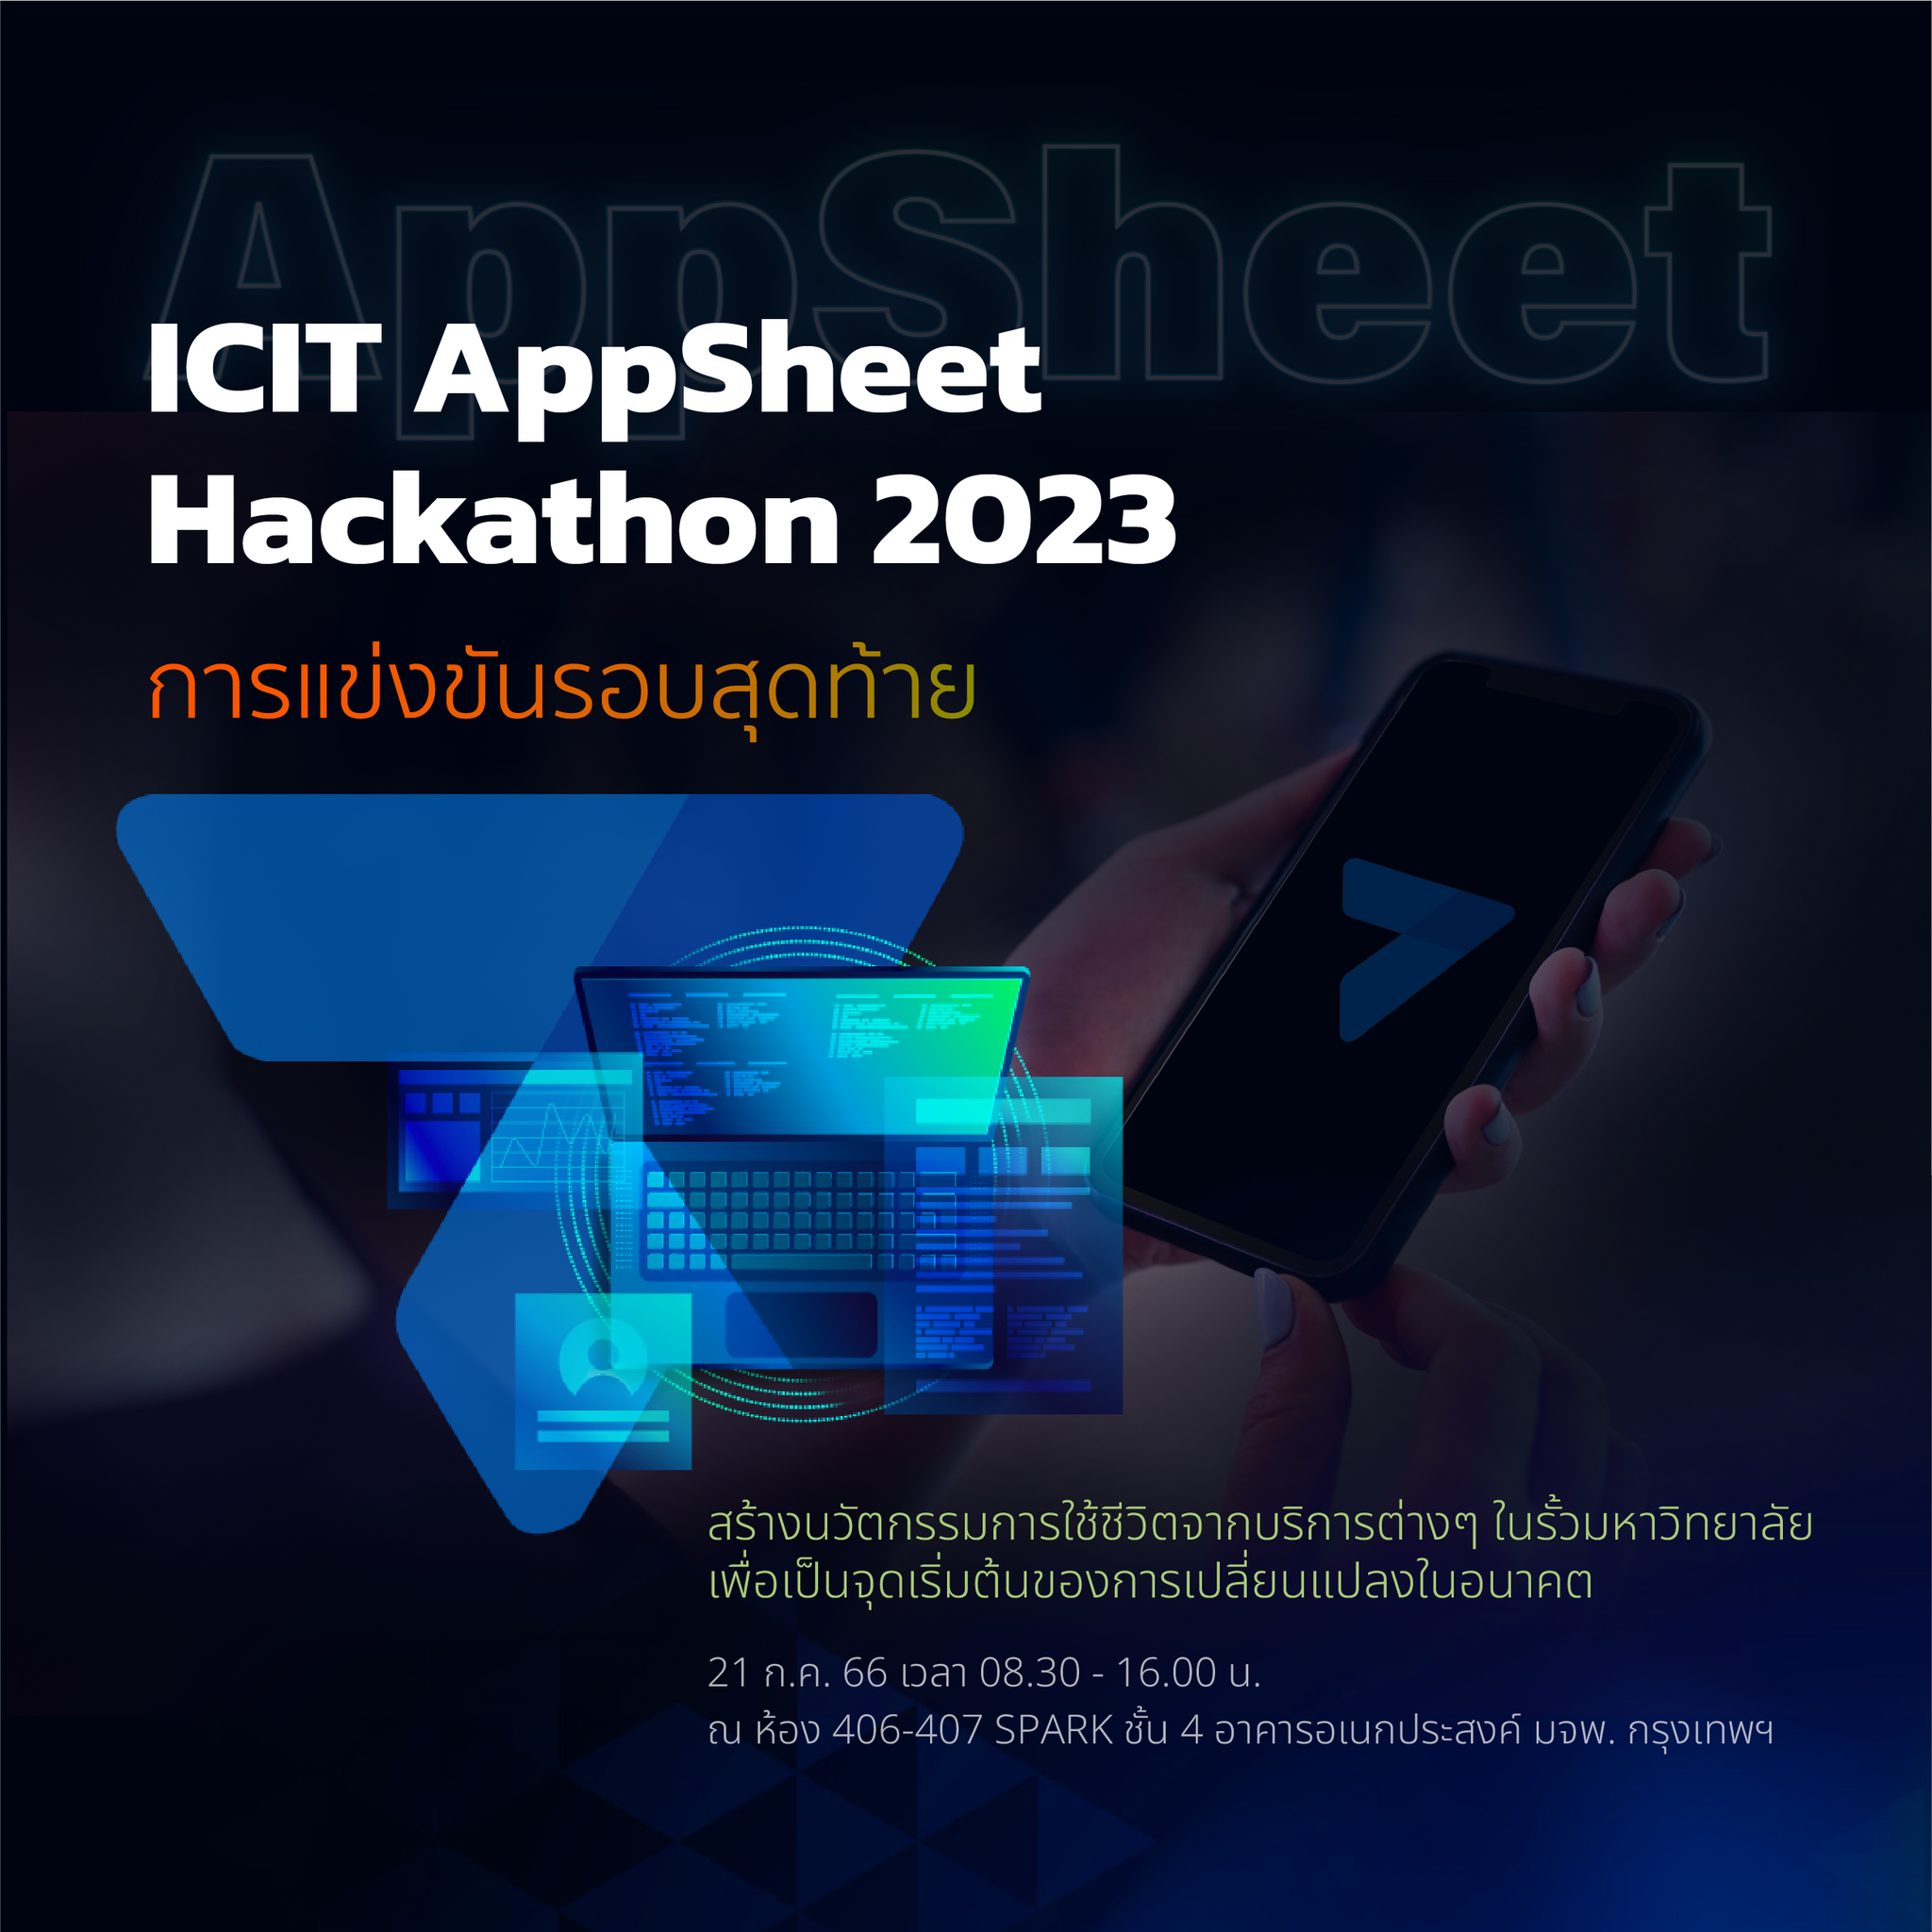 AppSheet
ICIT AppSheet
Hackathon 2023
การแข่งขันรอบสุดท้าย
สร้างนวัตกรรมการใช้ชีวิตจากบริการต่างๆ ในรั้วมหาวิทยาลัย
เพื่อเป็นจุดเริ่มต้นของการเปลี่ยนแปลงในอนาคต
21 ก.ค. 66 เวลา 08.30 - 16.00 น.
ณ ห้อง 406-407 SPARK ชั้น 4 อาคารอเนกประสงค์ มจพ. กรุงเทพฯ